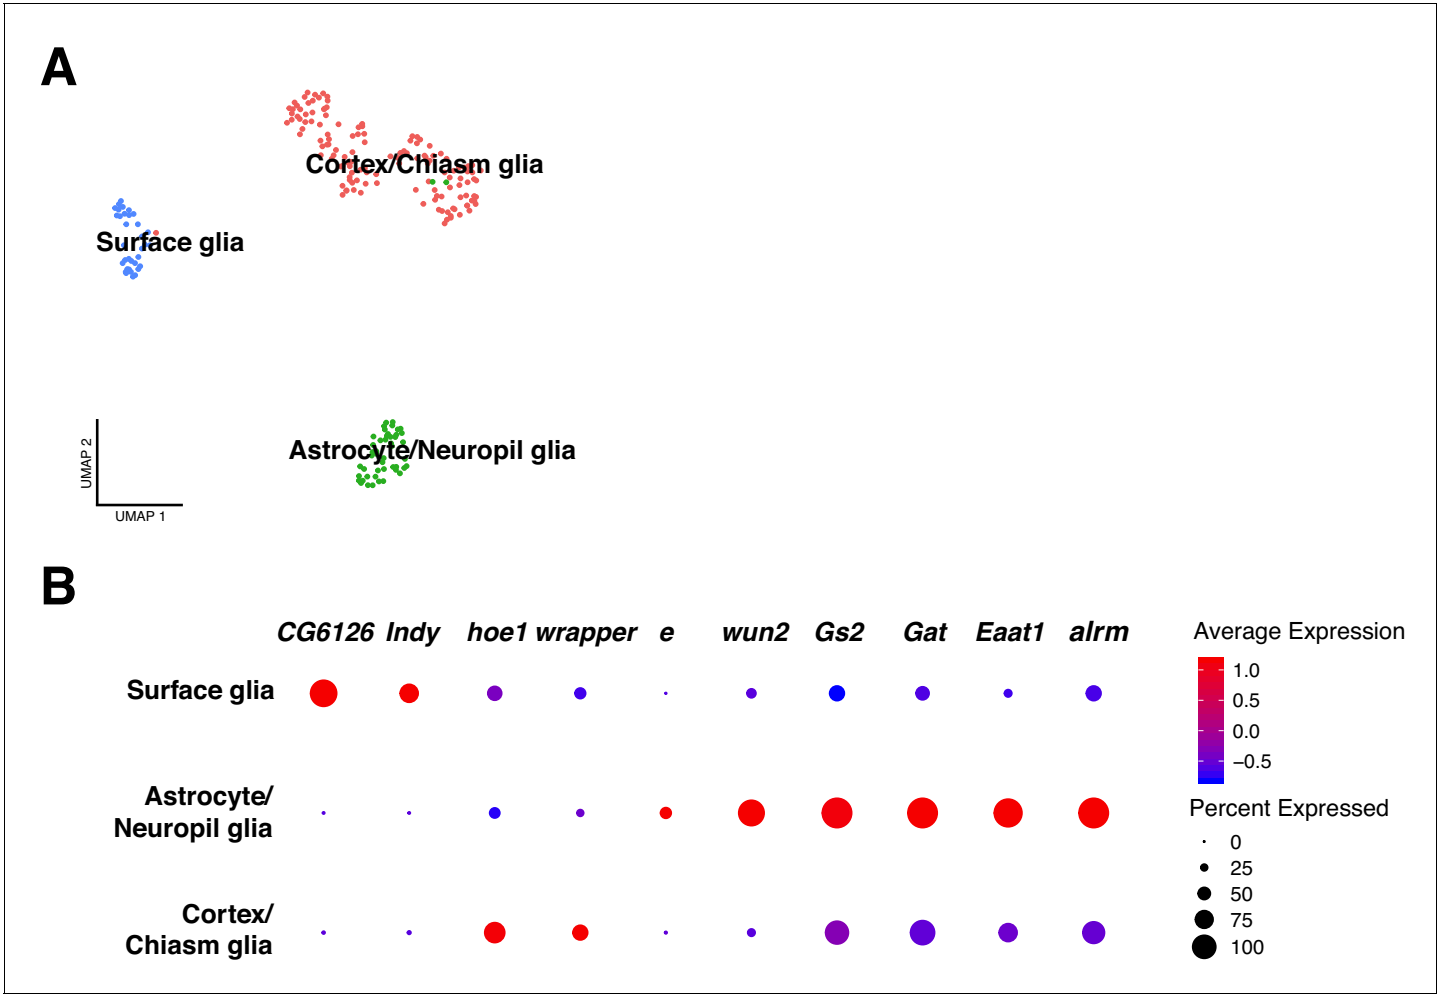 A
Cortex/Chiasm glia
Surface glia
Astrocyte/Neuropil glia
UMAP 2
UMAP 1
B
CG6126 Indy hoe1 wrapper e wun2 Gs2 Gat Eaat1 alrm
Average Expression
1.0
0.5
0.0
−0.5
Surface glia
Astrocyte/
Neuropil glia
Cortex/
Chiasm glia
Percent Expressed
0
25
50
75
100